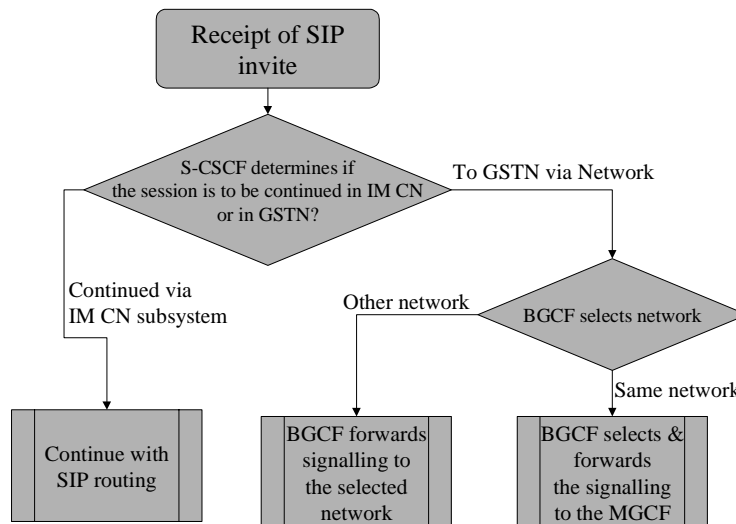 Receipt of SIP
invite
S-CSCF determines if
the session is to be continued in IM CN
or in GSTN?
To GSTN via Network
Continued via
IM CN subsystem
Other network
BGCF selects network
Same network
Continue with
SIP routing
BGCF forwards
signalling to
the selected
network
BGCF selects &
forwards
the signalling
to the MGCF